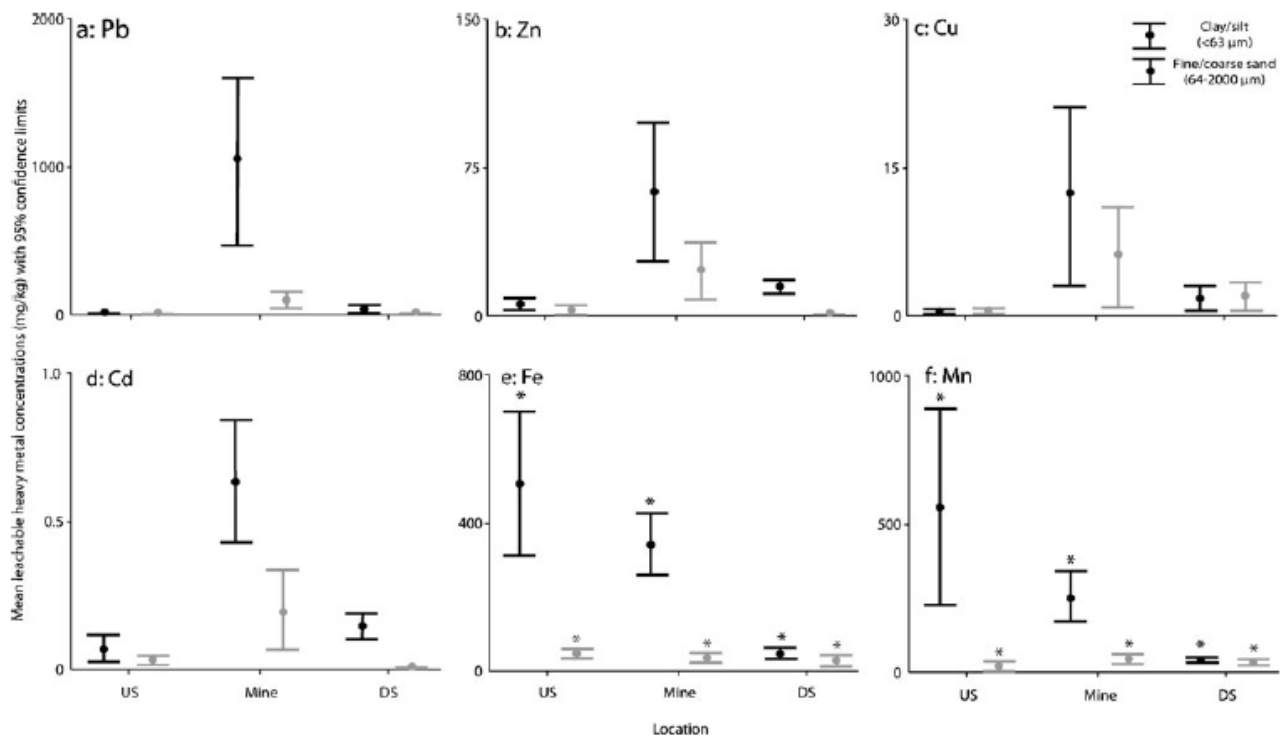 a: Pb
2000
1000
0
b: Zn
150
75
0
c: Cu
30
15
0
Clay/silt
(<63 µm)
Fine/coarse sand
(64-2000 µm)
d: Cd
1.0
0.5
0
US
Mine
DS
e: Fe
800
400
0
*
*
*
*
*
*
US
Mine
DS
f: Mn
1000
500
0
*
*
*
*
*
*
US
Mine
DS
Mean leachable heavy metal concentrations (mg/kg) with 95% confidence limits
Location